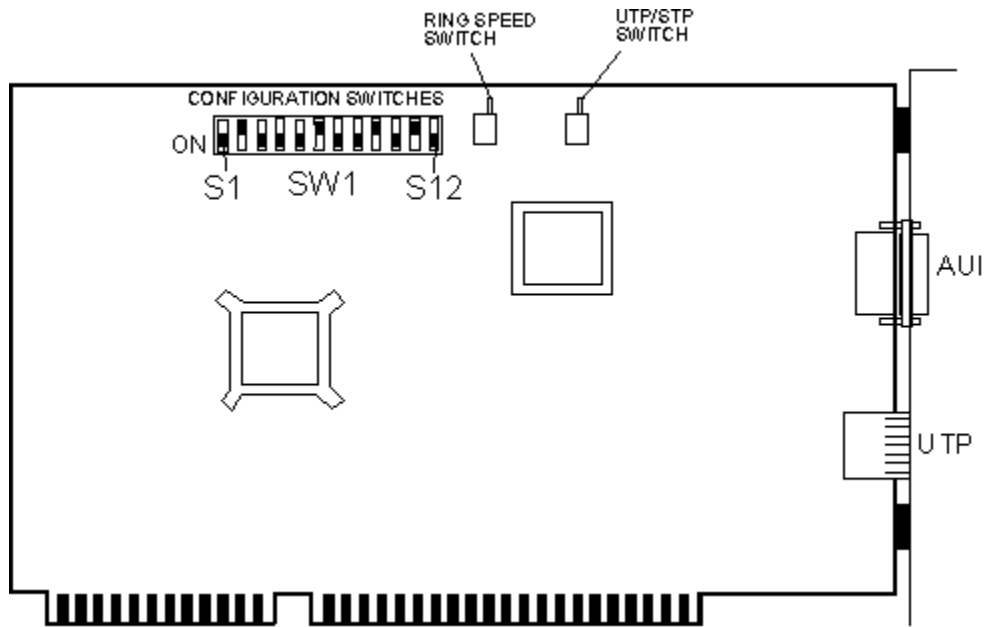 RING SPEED
SWITCH
UTP/STP
SWITCH
CONFIGURATION SWITCHES
ON
S1
SW1
S12
AUI
UTP